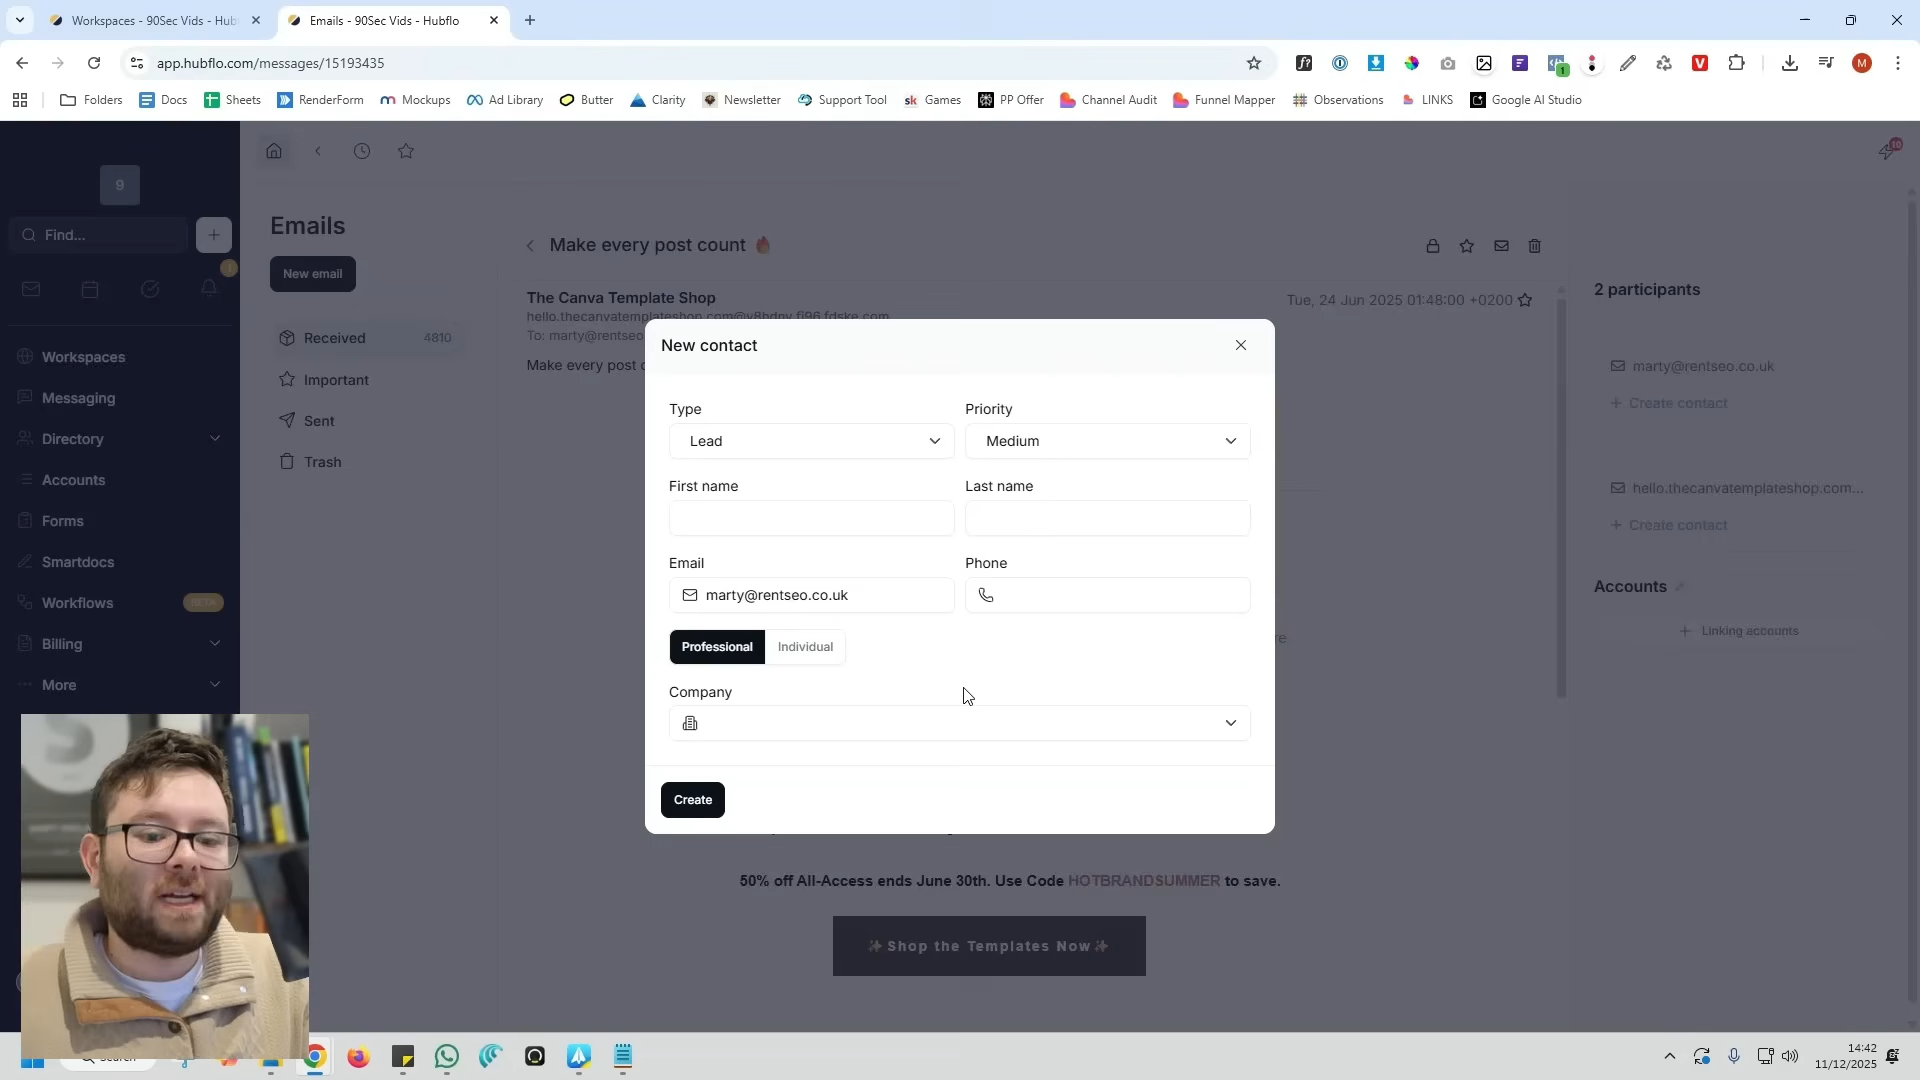 Workspaces - 90Sec Vids - Hub
Emails - 90Sec Vids - Hubflo
app.hubflo.com/messages/15193435
Folders
Docs
Sheets
RenderForm
Mockups
Ad Library
Butter
Clarity
Newsletter
Support Tool
Games
PP Offer
Channel Audit
Funnel Mapper
Observations
LINKS
Google AI Studio
9
Find...
Workspaces
Messaging
Directory
Accounts
Forms
Smartdocs
Workflows
BETA
Billing
More
Emails
New email
Received 4810
Important
Sent
Trash
Make every post count 🔥
The Canva Template Shop
Tue, 24 Jun 2025 01:48:00 +0200
To: marty@rentseo
Make every post
New contact
Type
Lead
Priority
Medium
First name
Last name
Email
marty@rentseo.co.uk
Phone
Professional
Individual
Company
Create
50% off All-Access ends June 30th. Use Code HOTBRANDSUMMER to save.
✨Shop the Templates Now✨
2 participants
marty@rentseo.co.uk
+ Create contact
hello.thecanvatemplateshop.com...
+ Create contact
Accounts
+ Linking accounts
10
M
14:42
11/12/2025